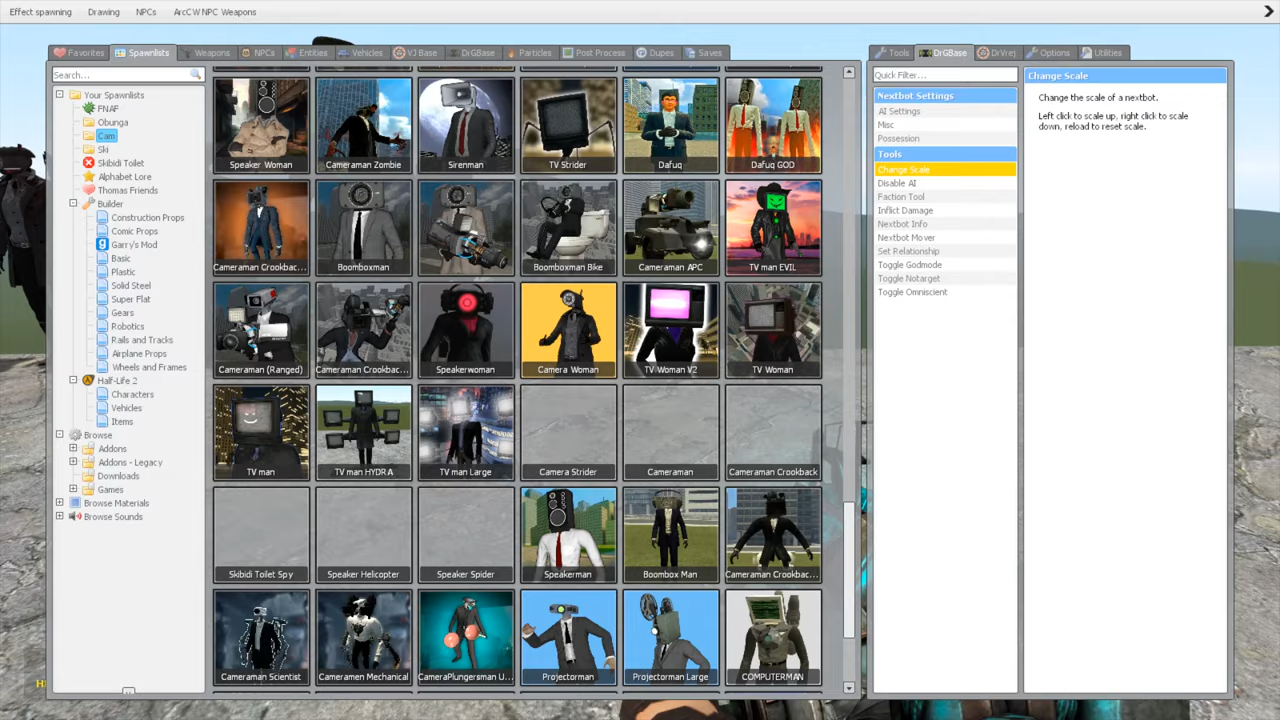 Effect spawning Drawing NPCs ArcCW NPC Weapons
Favorites Spawnlists Weapons NPCs Entities Vehicles VJ Base DrGBase Particles Post Process Dupes Saves
Tools DrGBase DrVrej Options Utilities
Search...
Your Spawnlists
FNAF
Obunga
Cam
Ski
Skibidi Toilet
Alphabet Lore
Thomas Friends
Builder
Construction Props
Comic Props
Garry's Mod
Basic
Plastic
Solid Steel
Super Flat
Gears
Robotics
Rails and Tracks
Airplane Props
Wheels and Frames
Half-Life 2
Characters
Vehicles
Items
Browse
Addons
Addons - Legacy
Downloads
Games
Browse Materials
Browse Sounds
Speaker Woman Cameraman Zombie Sirenman TV Strider Dafuq Dafuq GOD
Cameraman Crookbac... Boomboxman Boomboxman Bike Cameraman APC TV man EVIL
Cameraman (Ranged) Cameraman Crookbac... Speakerwoman Camera Woman TV Woman V2 TV Woman
TV man TV man HYDRA TV man Large Camera Strider Cameraman Cameraman Crookback
Skibidi Toilet Spy Speaker Helicopter Speaker Spider Speakerman Boombox Man Cameraman Crookbac...
Cameraman Scientist Cameramen Mechanical CameraPlungersman U... Projectorman Projectorman Large COMPUTERMAN
Quick Filter...
Nextbot Settings
AI Settings
Misc
Possession
Tools
Change Scale
Disable AI
Faction Tool
Inflict Damage
Nextbot Info
Nextbot Mover
Set Relationship
Toggle Godmode
Toggle Notarget
Toggle Omniscient
Change Scale
Change the scale of a nextbot.
Left click to scale up, right click to scale
down, reload to reset scale.